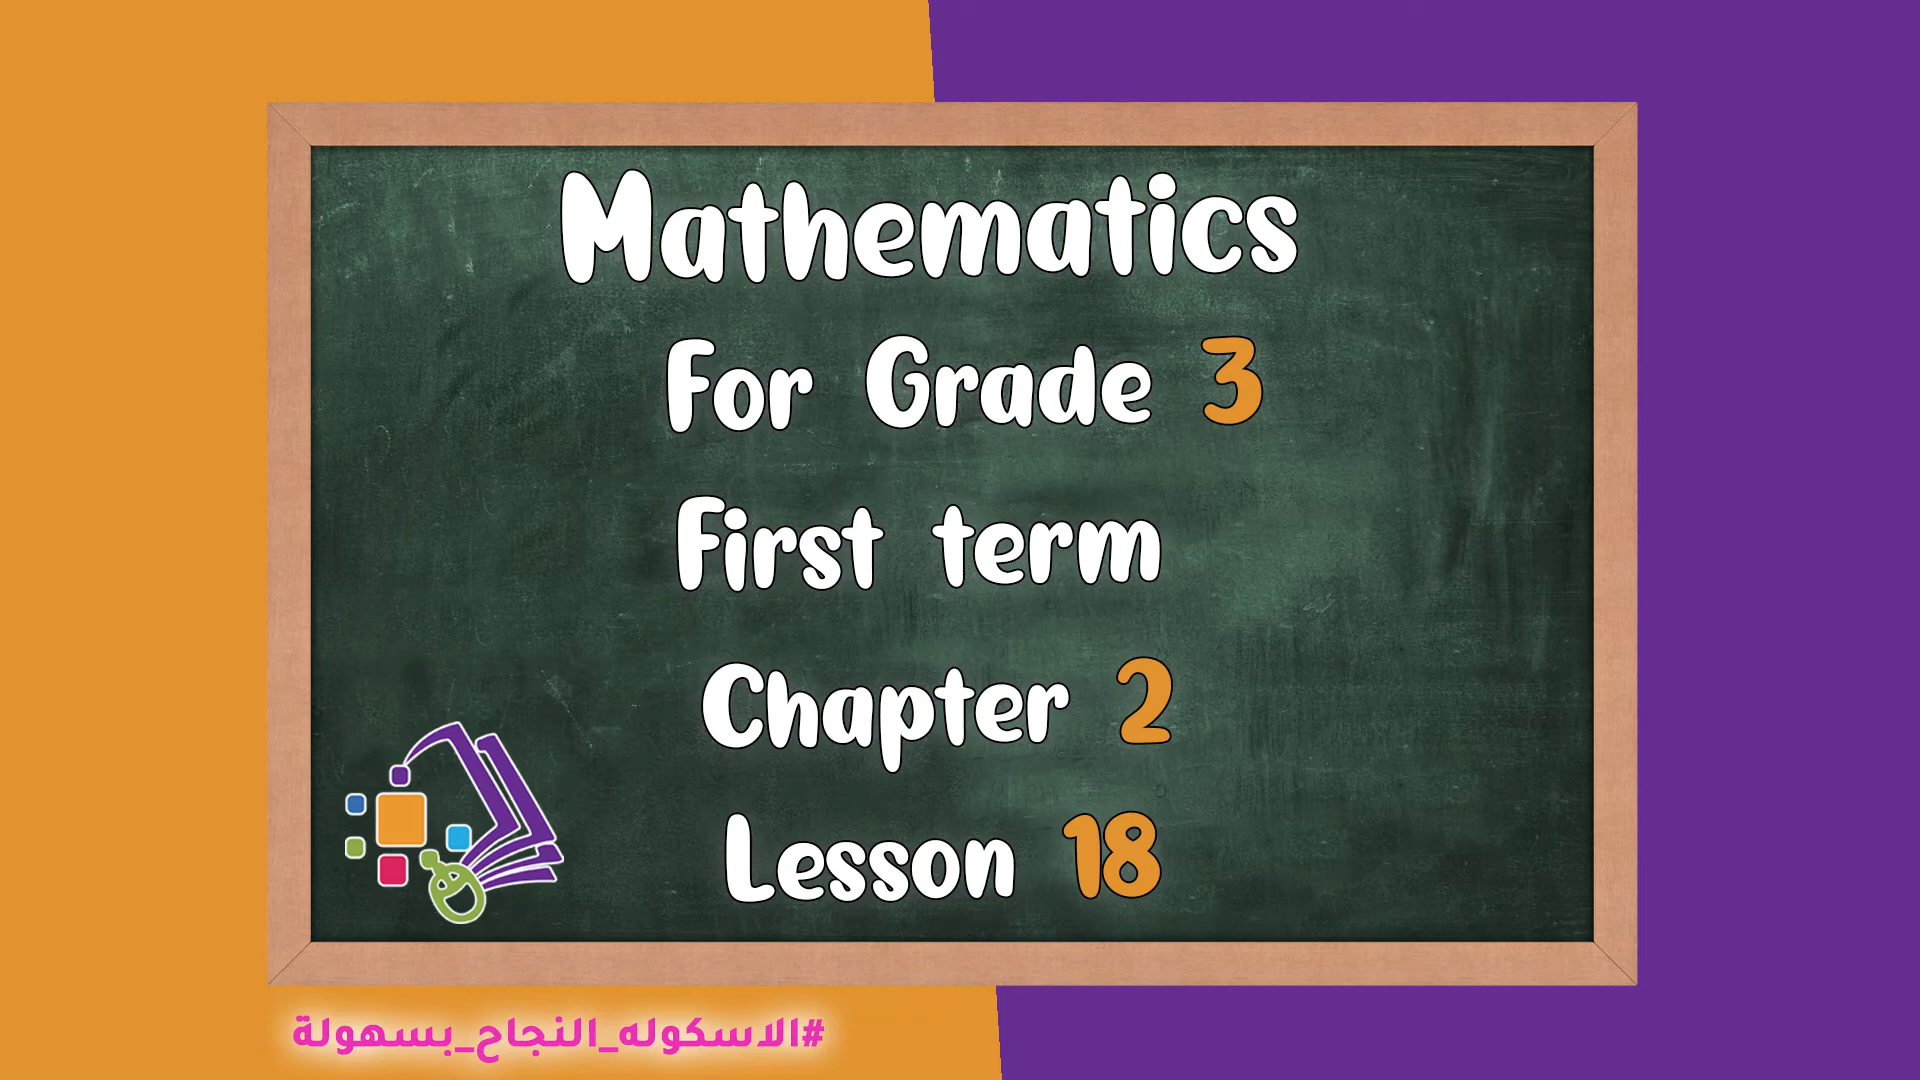 Mathematics
For Grade 3
First term
Chapter 2
Lesson 18
#الاسكوله_النجاح_بسهولة